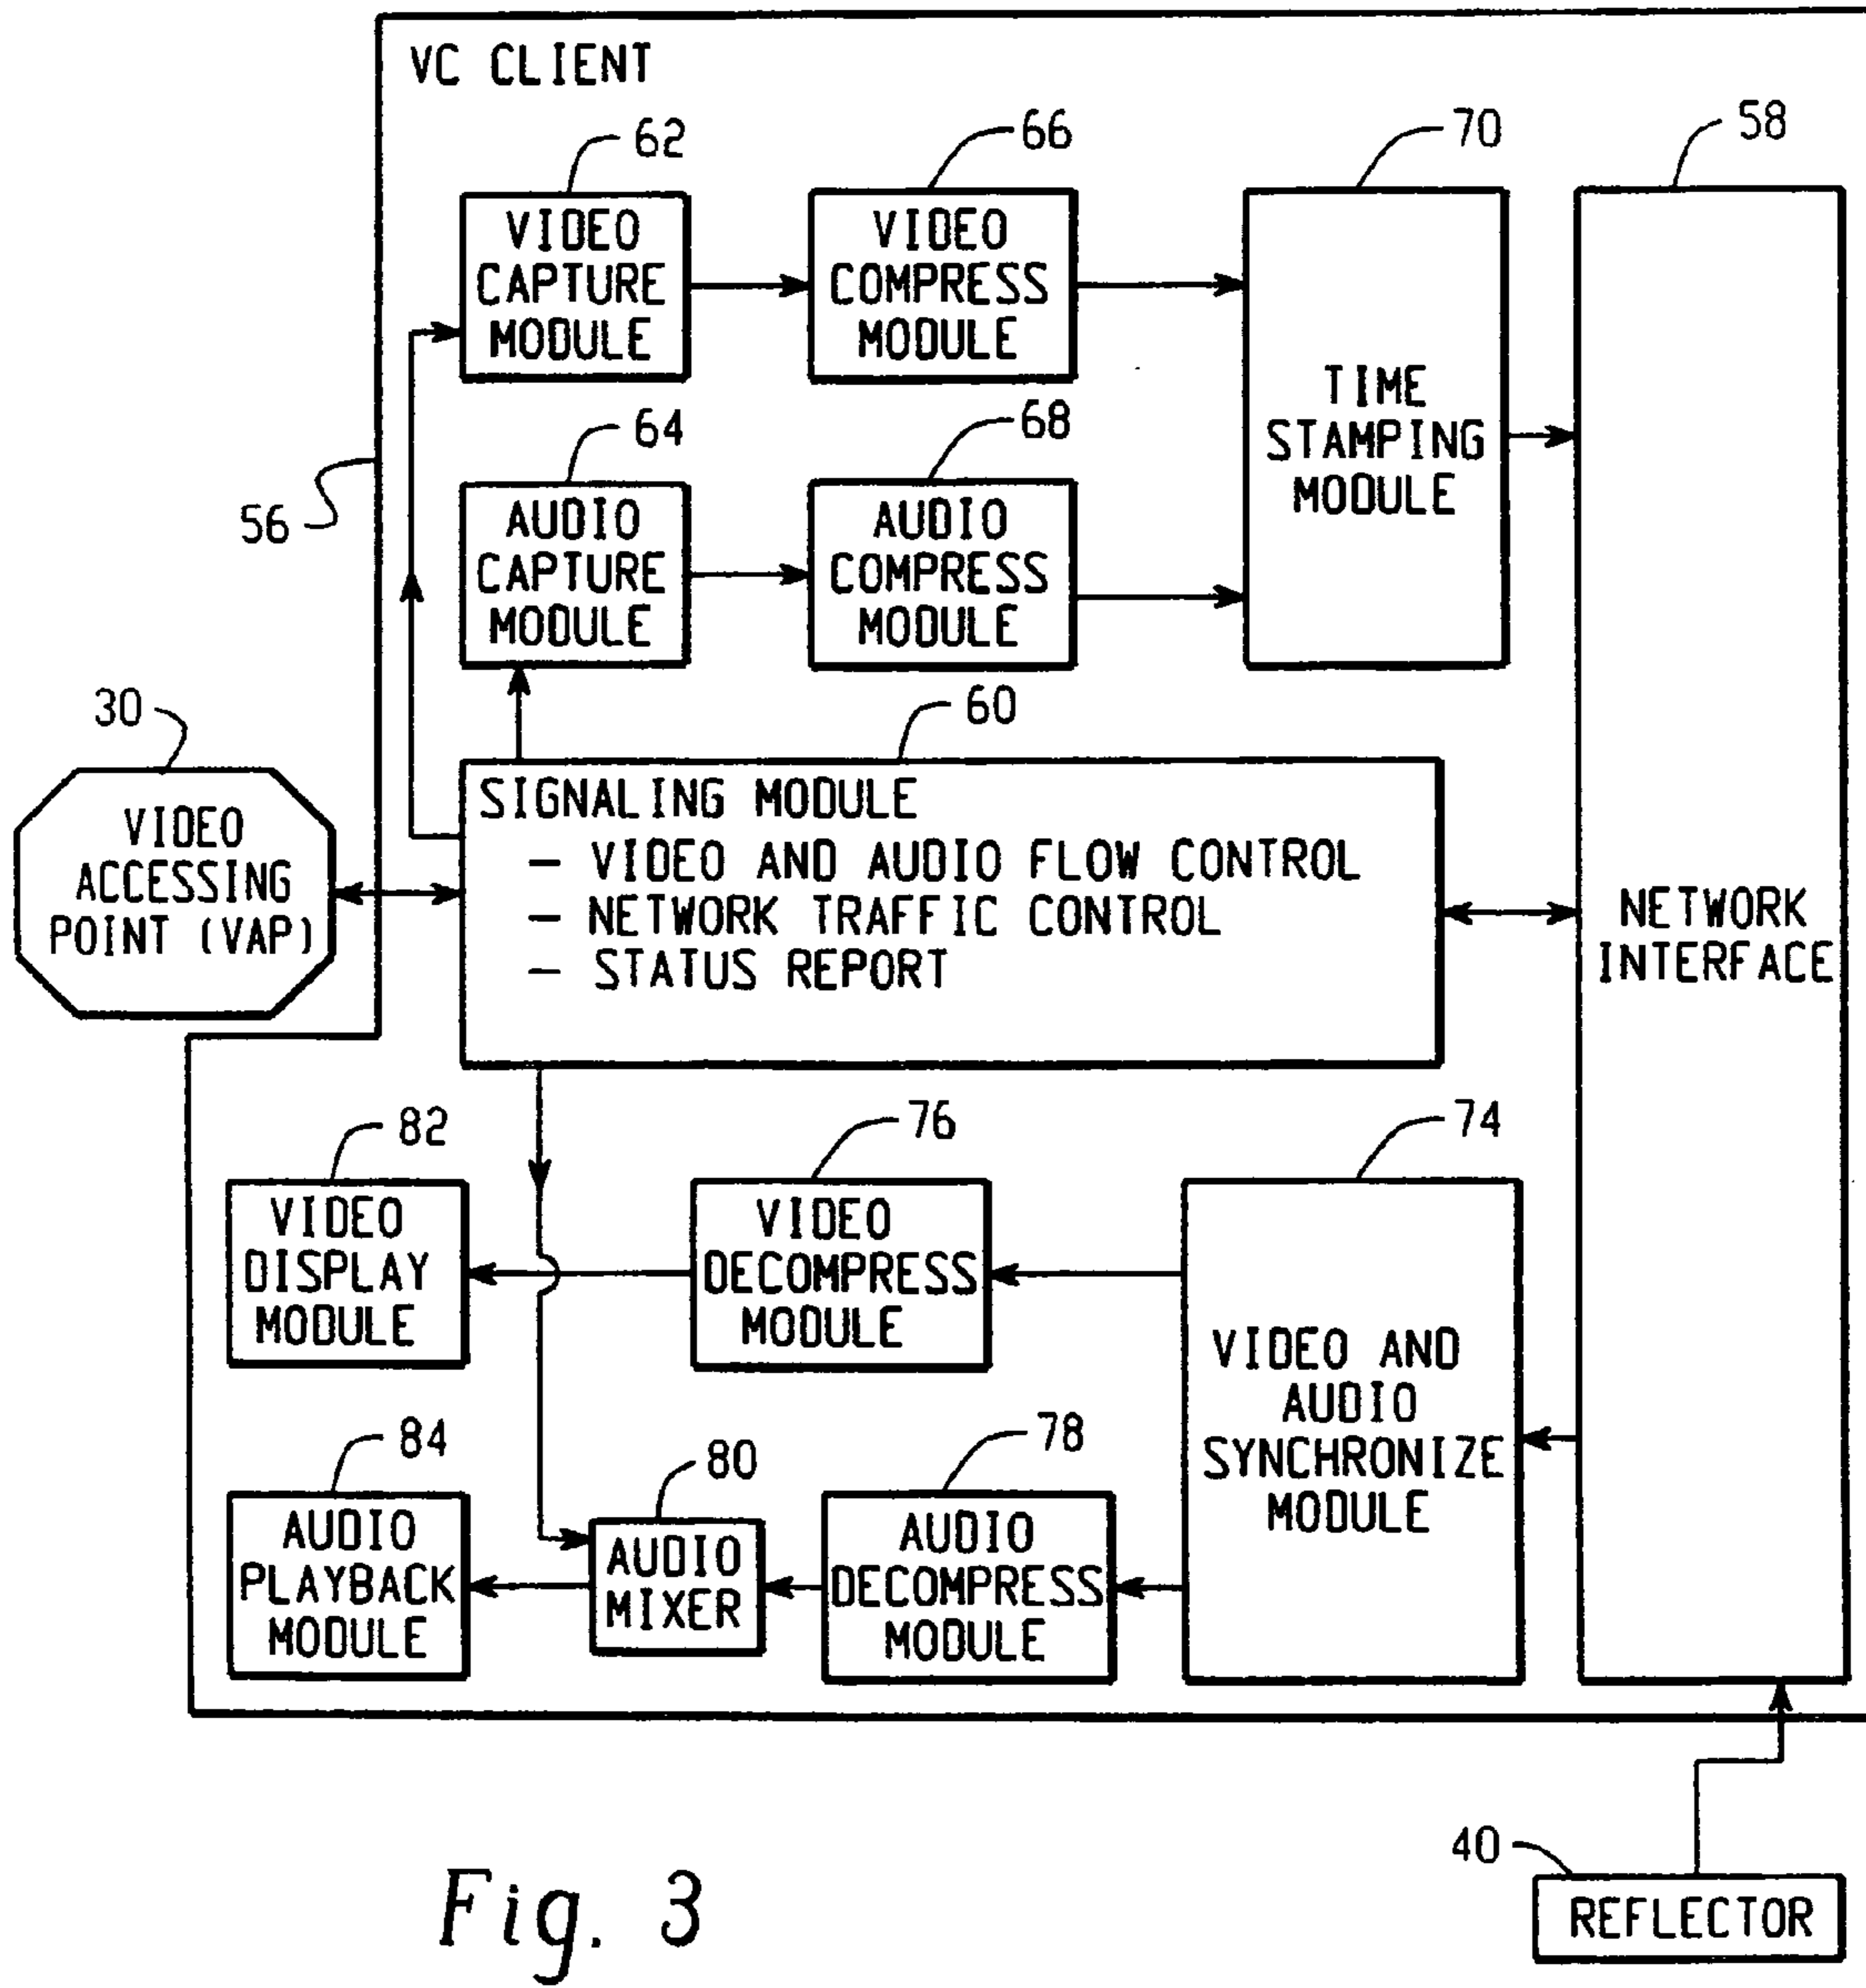 VC CLIENT
62
66
70
58
VIDEO
CAPTURE
MODULE
VIDEO
COMPRESS
MODULE
TIME
STAMPING
MODULE
64
68
56
AUDIO
CAPTURE
MODULE
AUDIO
COMPRESS
MODULE
30
60
VIDEO
ACCESSING
POINT (VAP)
SIGNALING MODULE
– VIDEO AND AUDIO FLOW CONTROL
– NETWORK TRAFFIC CONTROL
– STATUS REPORT
NETWORK
INTERFACE
82
76
74
VIDEO
DISPLAY
MODULE
VIDEO
DECOMPRESS
MODULE
VIDEO AND
AUDIO
SYNCHRONIZE
MODULE
84
80
78
AUDIO
PLAYBACK
MODULE
AUDIO
MIXER
AUDIO
DECOMPRESS
MODULE
40
REFLECTOR
Fig. 3